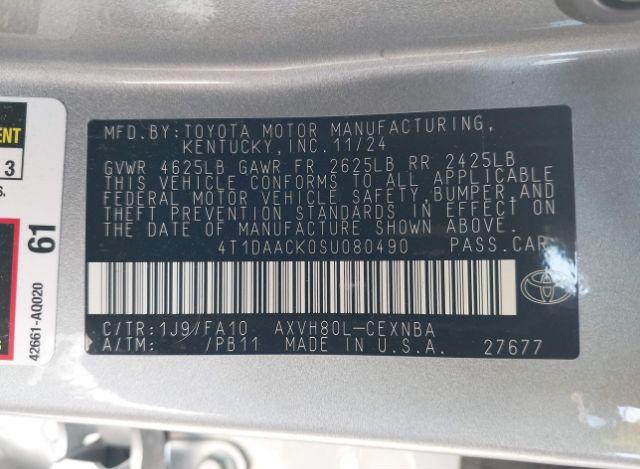 MFD.BY:TOYOTA MOTOR MANUFACTURING,
KENTUCKY,INC.11/24
GVWR 4625LB GAWR FR 2625LB RR 2425LB
THIS VEHICLE CONFORMS TO ALL APPLICABLE
FEDERAL MOTOR VEHICLE SAFETY,BUMPER,AND
THEFT PREVENTION STANDARDS IN EFFECT ON
THE DATE OF MANUFACTURE SHOWN ABOVE.
4T1DAACK0SU080490 PASS.CAR
C/TR:1J9/FA10 AXVH80L-CEXNBA
A/TM: /PB11 MADE IN U.S.A. 27677
3
61
42661-AQ020